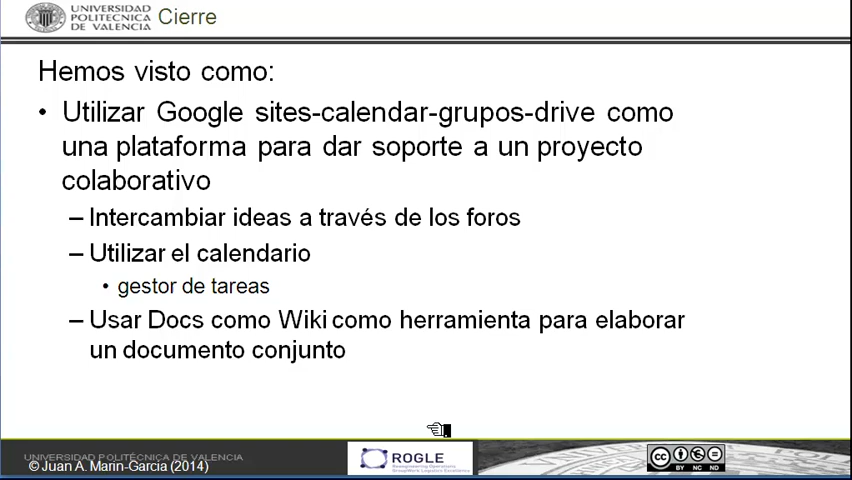 UNIVERSIDAD
POLITECNICA
DE VALENCIA
Cierre
Hemos visto como:
• Utilizar Google sites-calendar-grupos-drive como
una plataforma para dar soporte a un proyecto
colaborativo
– Intercambiar ideas a través de los foros
– Utilizar el calendario
• gestor de tareas
– Usar Docs como Wiki como herramienta para elaborar
un documento conjunto
UNIVERSIDAD POLITÉCNICA DE VALENCIA
© Juan A. Marin-Garcia (2014)
ROGLE
cc
BY NC ND